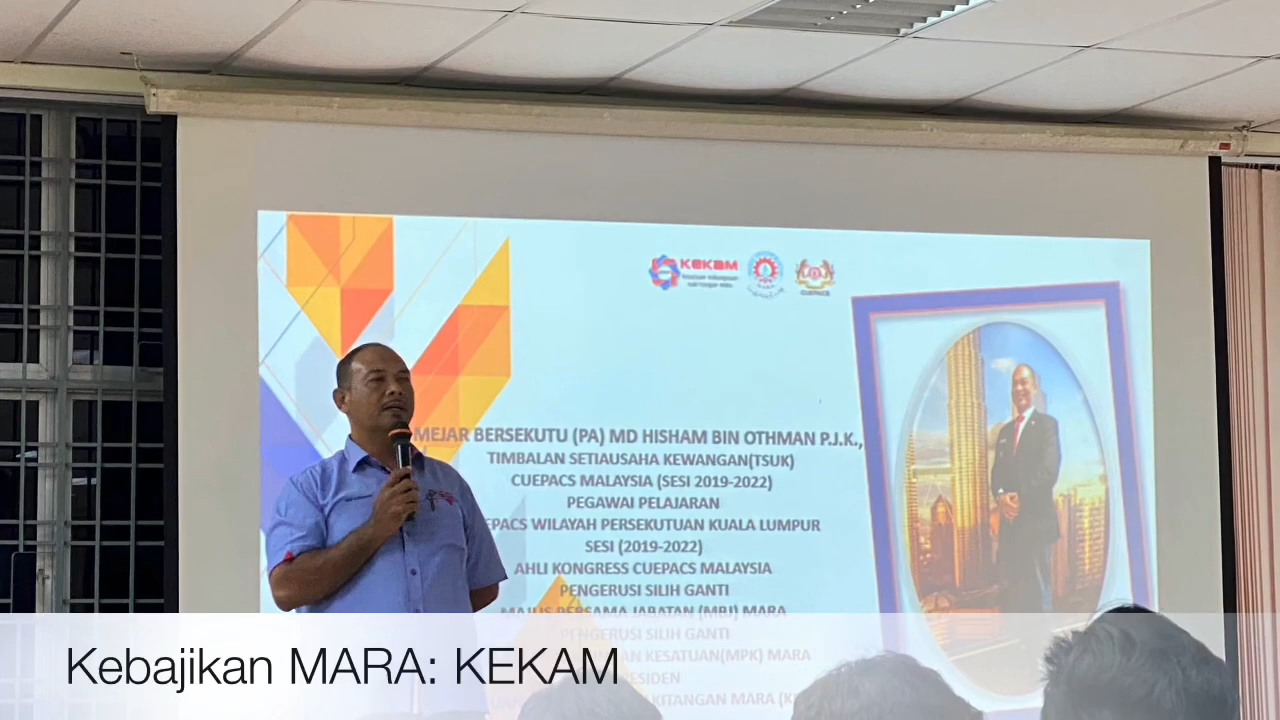 KEKAM
CUEPACS
MEJAR BERSEKUTU (PA) MD HISHAM BIN OTHMAN P.J.K.,
TIMBALAN SETIAUSAHA KEWANGAN(TSUK)
CUEPACS MALAYSIA (SESI 2019-2022)
PEGAWAI PELAJARAN
EPACS WILAYAH PERSEKUTUAN KUALA LUMPUR
SESI (2019-2022)
AHLI KONGRESS CUEPACS MALAYSIA
PENGERUSI SILIH GANTI
MAJLIS BERSAMA JABATAN (MBJ) MARA
PENGERUSI SILIH GANTI
KESATUAN(MPK) MARA
MARA
Kebajikan MARA: KEKAM